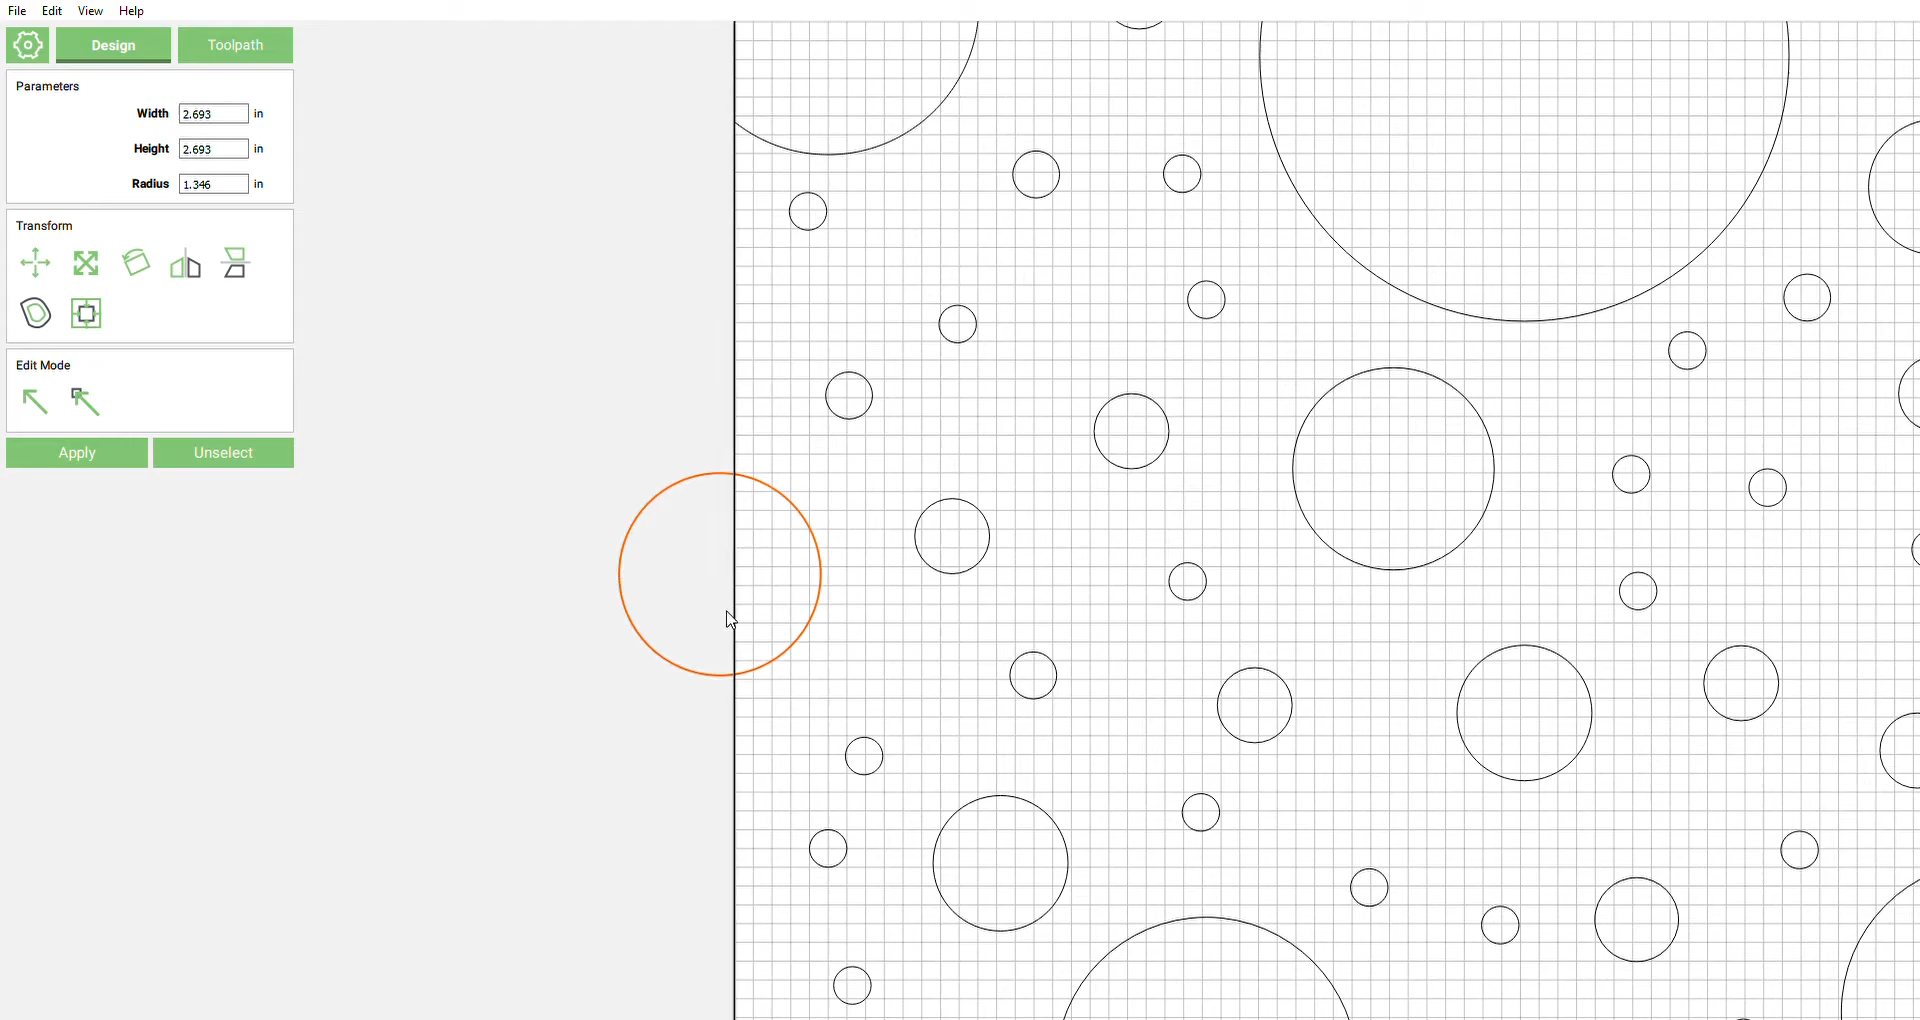 File Edit View Help
Design Toolpath
Parameters
Width 2.693 in
Height 2.693 in
Radius 1.346 in
Transform
Edit Mode
Apply Unselect